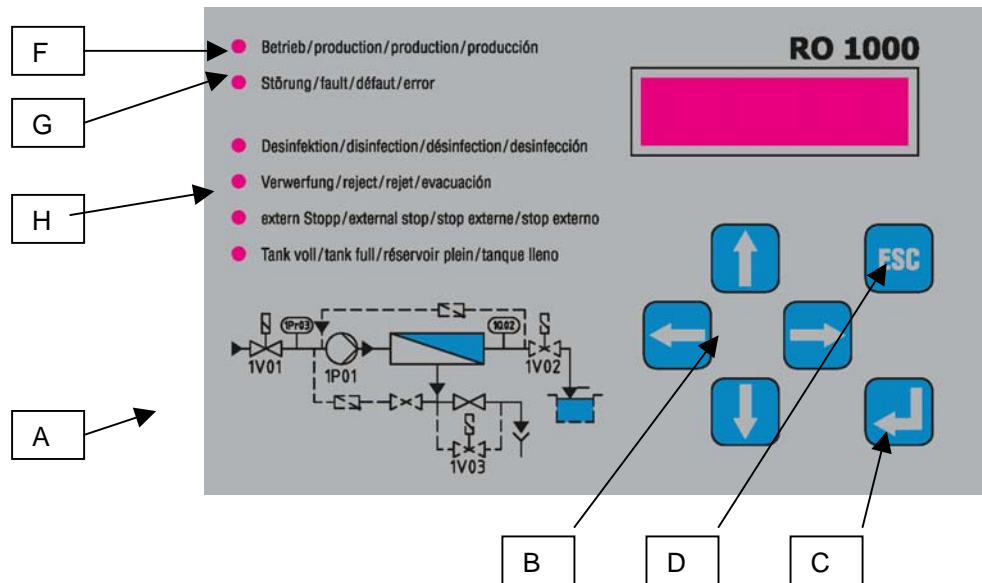 F
G
H
A
Betrieb/production/production/producción
Störung/fault/défaut/error
Desinfektion/disinfection/désinfection/desinfección
Verwerfung/reject/rejet/evacuación
extern Stopp/external stop/stop externe/stop externo
Tank voll/tank full/réservoir plein/tanque lleno
RO 1000
ESC
1Pr03
1Q02
1V01
1P01
1V02
1V03
B
D
C